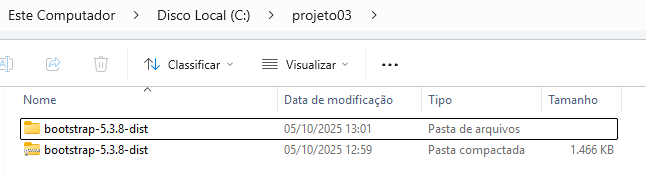 Este Computador > Disco Local (C:) > projeto03 >
Classificar Visualizar ...
Nome Data de modificação Tipo Tamanho
bootstrap-5.3.8-dist 05/10/2025 13:01 Pasta de arquivos
bootstrap-5.3.8-dist 05/10/2025 12:59 Pasta compactada 1.466 KB